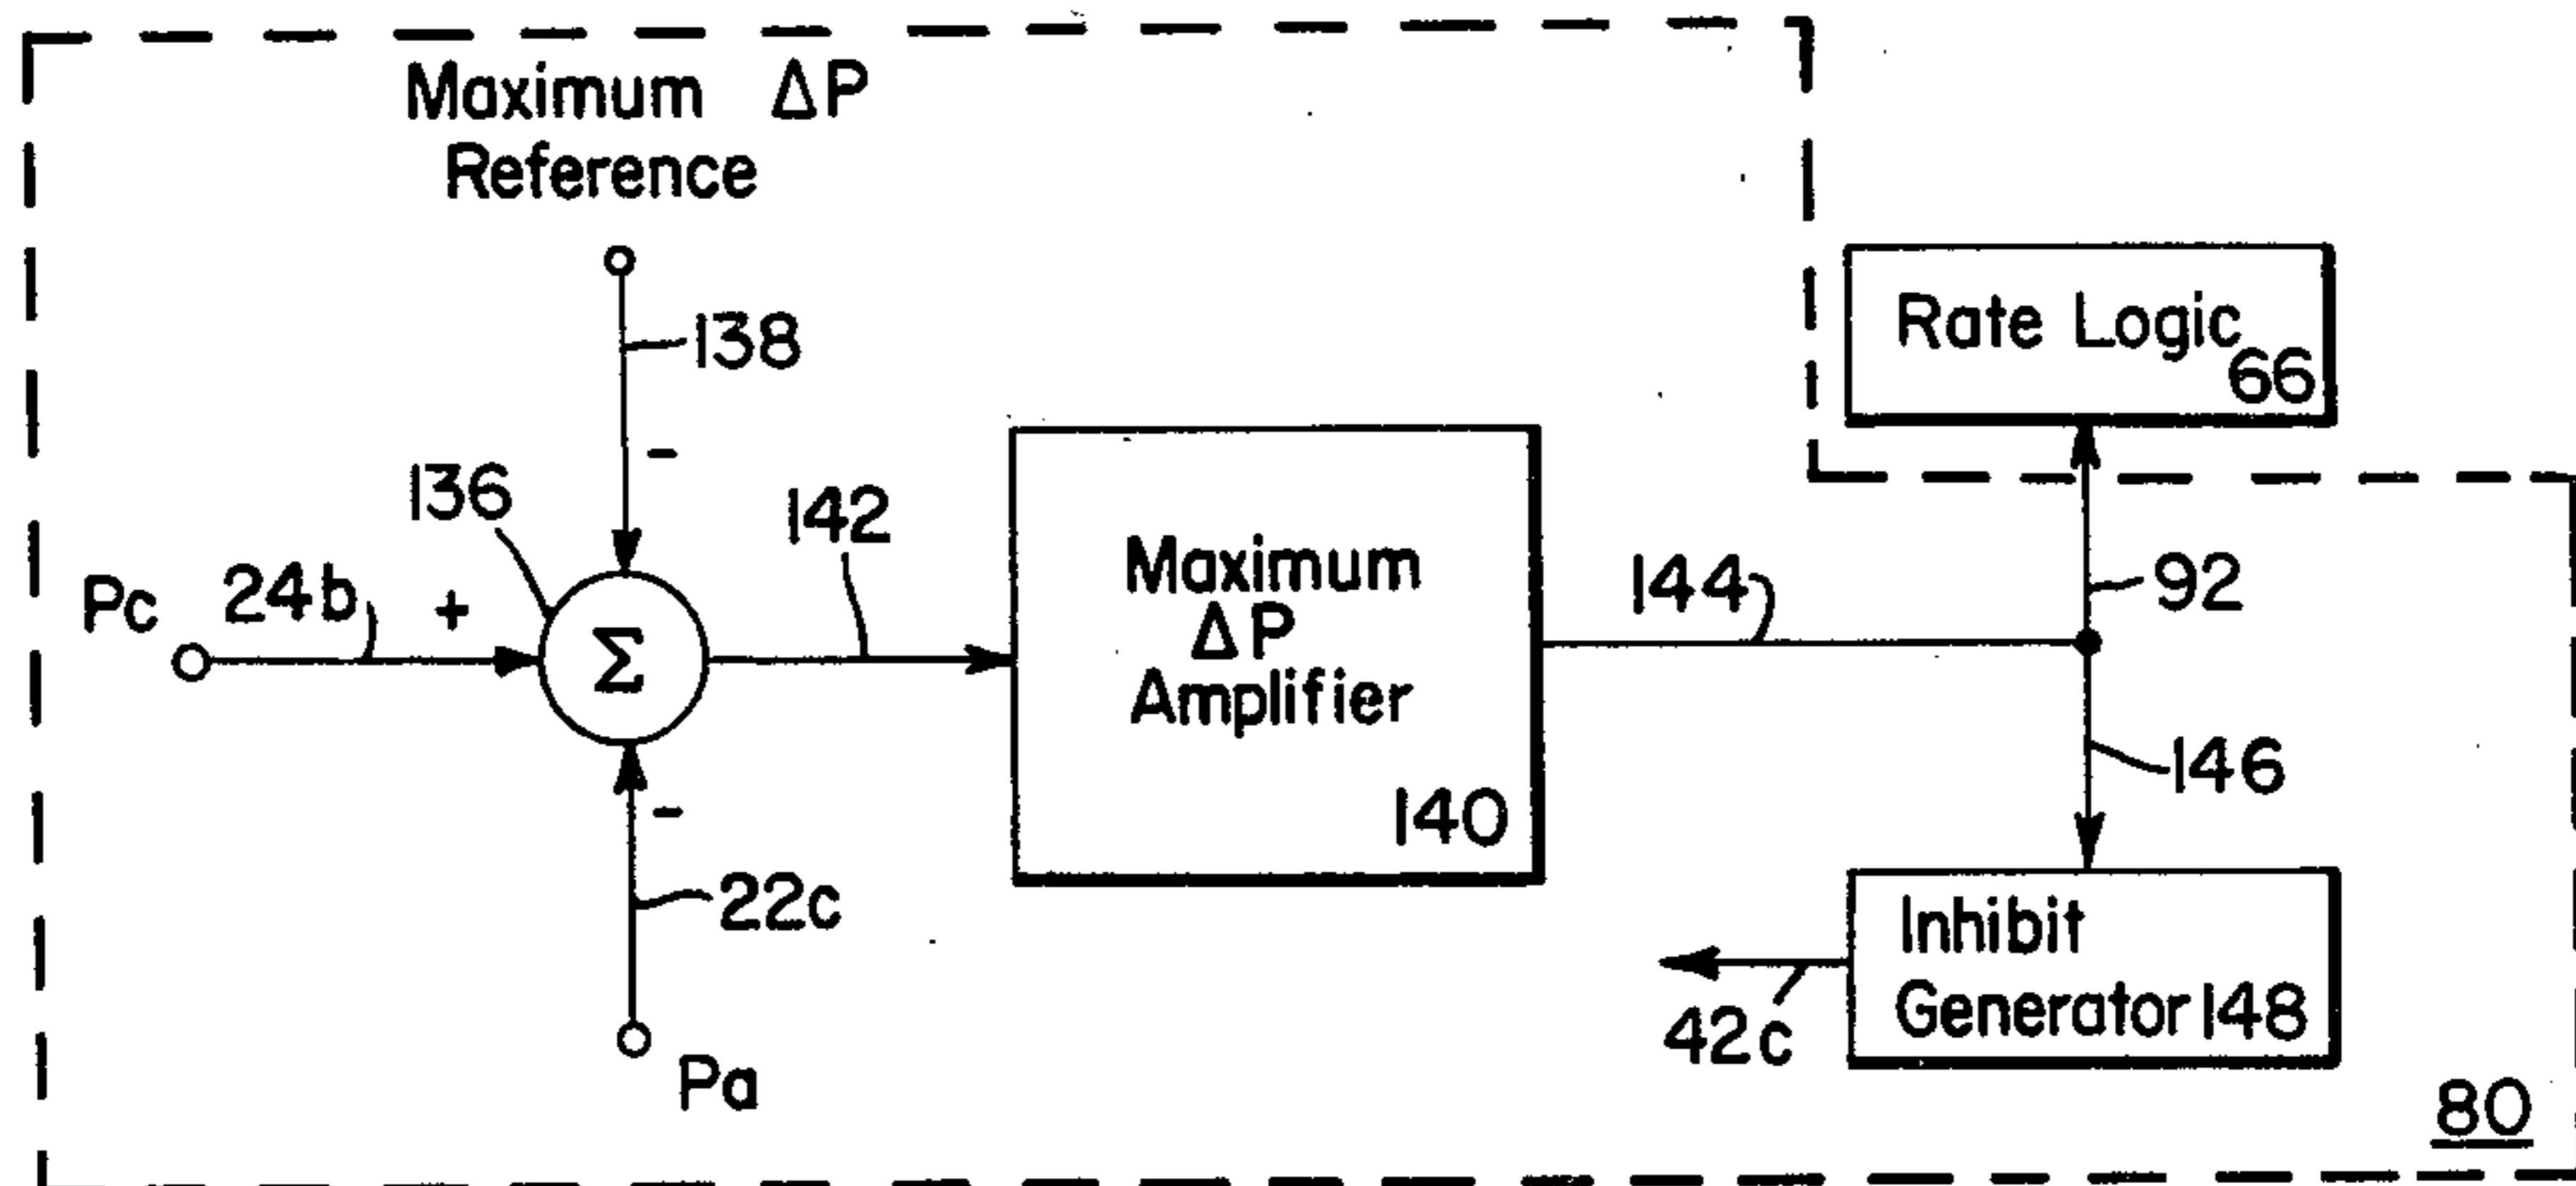 Maximum ΔP
Reference
138
-
Rate Logic
66
136
142
Pc
24b
+
Σ
Maximum
ΔP
Amplifier
140
144
92
146
-
22c
Pa
Inhibit
Generator 148
42c
80